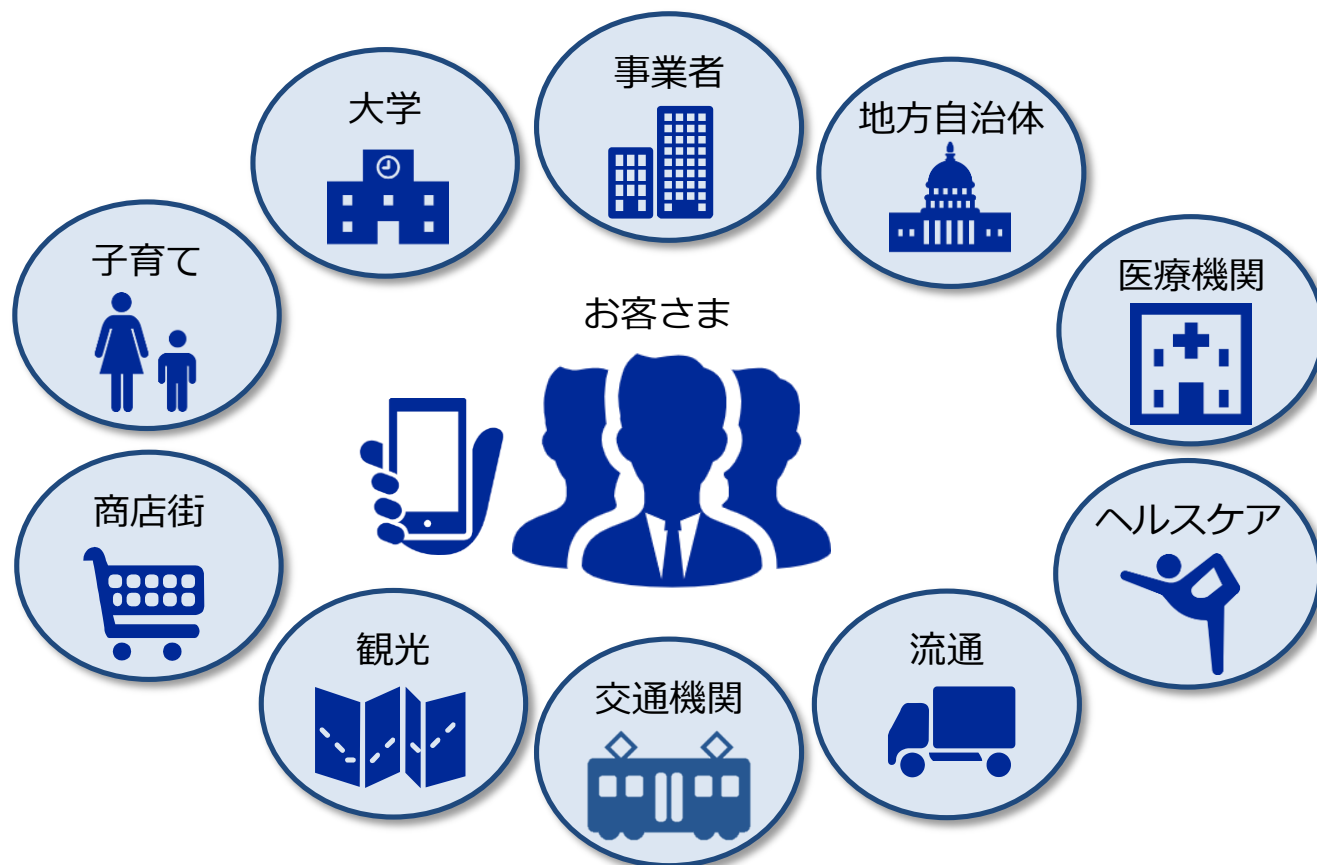 事業者
大学
地方自治体
子育て
医療機関
お客さま
商店街
ヘルスケア
観光
流通
交通機関